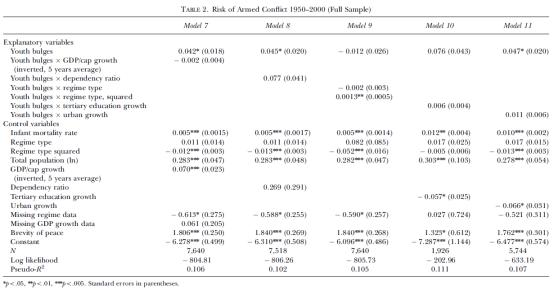 TABLE 2. Risk of Armed Conflict 1950–2000 (Full Sample)
Model 7 Model 8 Model 9 Model 10 Model 11
Explanatory variables
Youth bulges 0.042* (0.018) 0.045* (0.020) − 0.012 (0.026) 0.076 (0.043) 0.047* (0.020)
Youth bulges × GDP/cap growth − 0.002 (0.004)
(inverted, 5 years average)
Youth bulges × dependency ratio 0.077 (0.041)
Youth bulges × regime type − 0.002 (0.003)
Youth bulges × regime type, squared 0.0013** (0.0005)
Youth bulges × tertiary education growth 0.006 (0.004)
Youth bulges × urban growth 0.011 (0.006)
Control variables
Infant mortality rate 0.005*** (0.0015) 0.005*** (0.0017) 0.005*** (0.0014) 0.012** (0.004) 0.010*** (0.002)
Regime type 0.011 (0.014) 0.011 (0.014) 0.082 (0.085) 0.017 (0.025) 0.017 (0.015)
Regime type squared − 0.012*** (0.003) − 0.013*** (0.003) − 0.052*** (0.016) − 0.005 (0.006) − 0.013*** (0.003)
Total population (ln) 0.283*** (0.047) 0.283*** (0.048) 0.282*** (0.047) 0.303*** (0.103) 0.278*** (0.054)
GDP/cap growth 0.070*** (0.023)
(inverted, 5 years average)
Dependency ratio 0.269 (0.291)
Tertiary education growth − 0.057* (0.025)
Urban growth − 0.066* (0.031)
Missing regime data − 0.613* (0.275) − 0.588* (0.255) − 0.590* (0.257) 0.027 (0.724) − 0.521 (0.311)
Missing GDP growth data 0.061 (0.205)
Brevity of peace 1.806*** (0.250) 1.840*** (0.269) 1.840*** (0.268) 1.323* (0.612) 1.762*** (0.301)
Constant − 6.278*** (0.499) − 6.310*** (0.508) − 6.096*** (0.486) − 7.287*** (1.144) − 6.477*** (0.574)
N 7,640 7,518 7,640 1,926 5,744
Log likelihood − 804.81 − 806.26 − 805.73 − 202.96 − 633.19
Pseudo-R² 0.106 0.102 0.105 0.111 0.107
*p<.05, **p<.01, ***p<.005. Standard errors in parentheses.